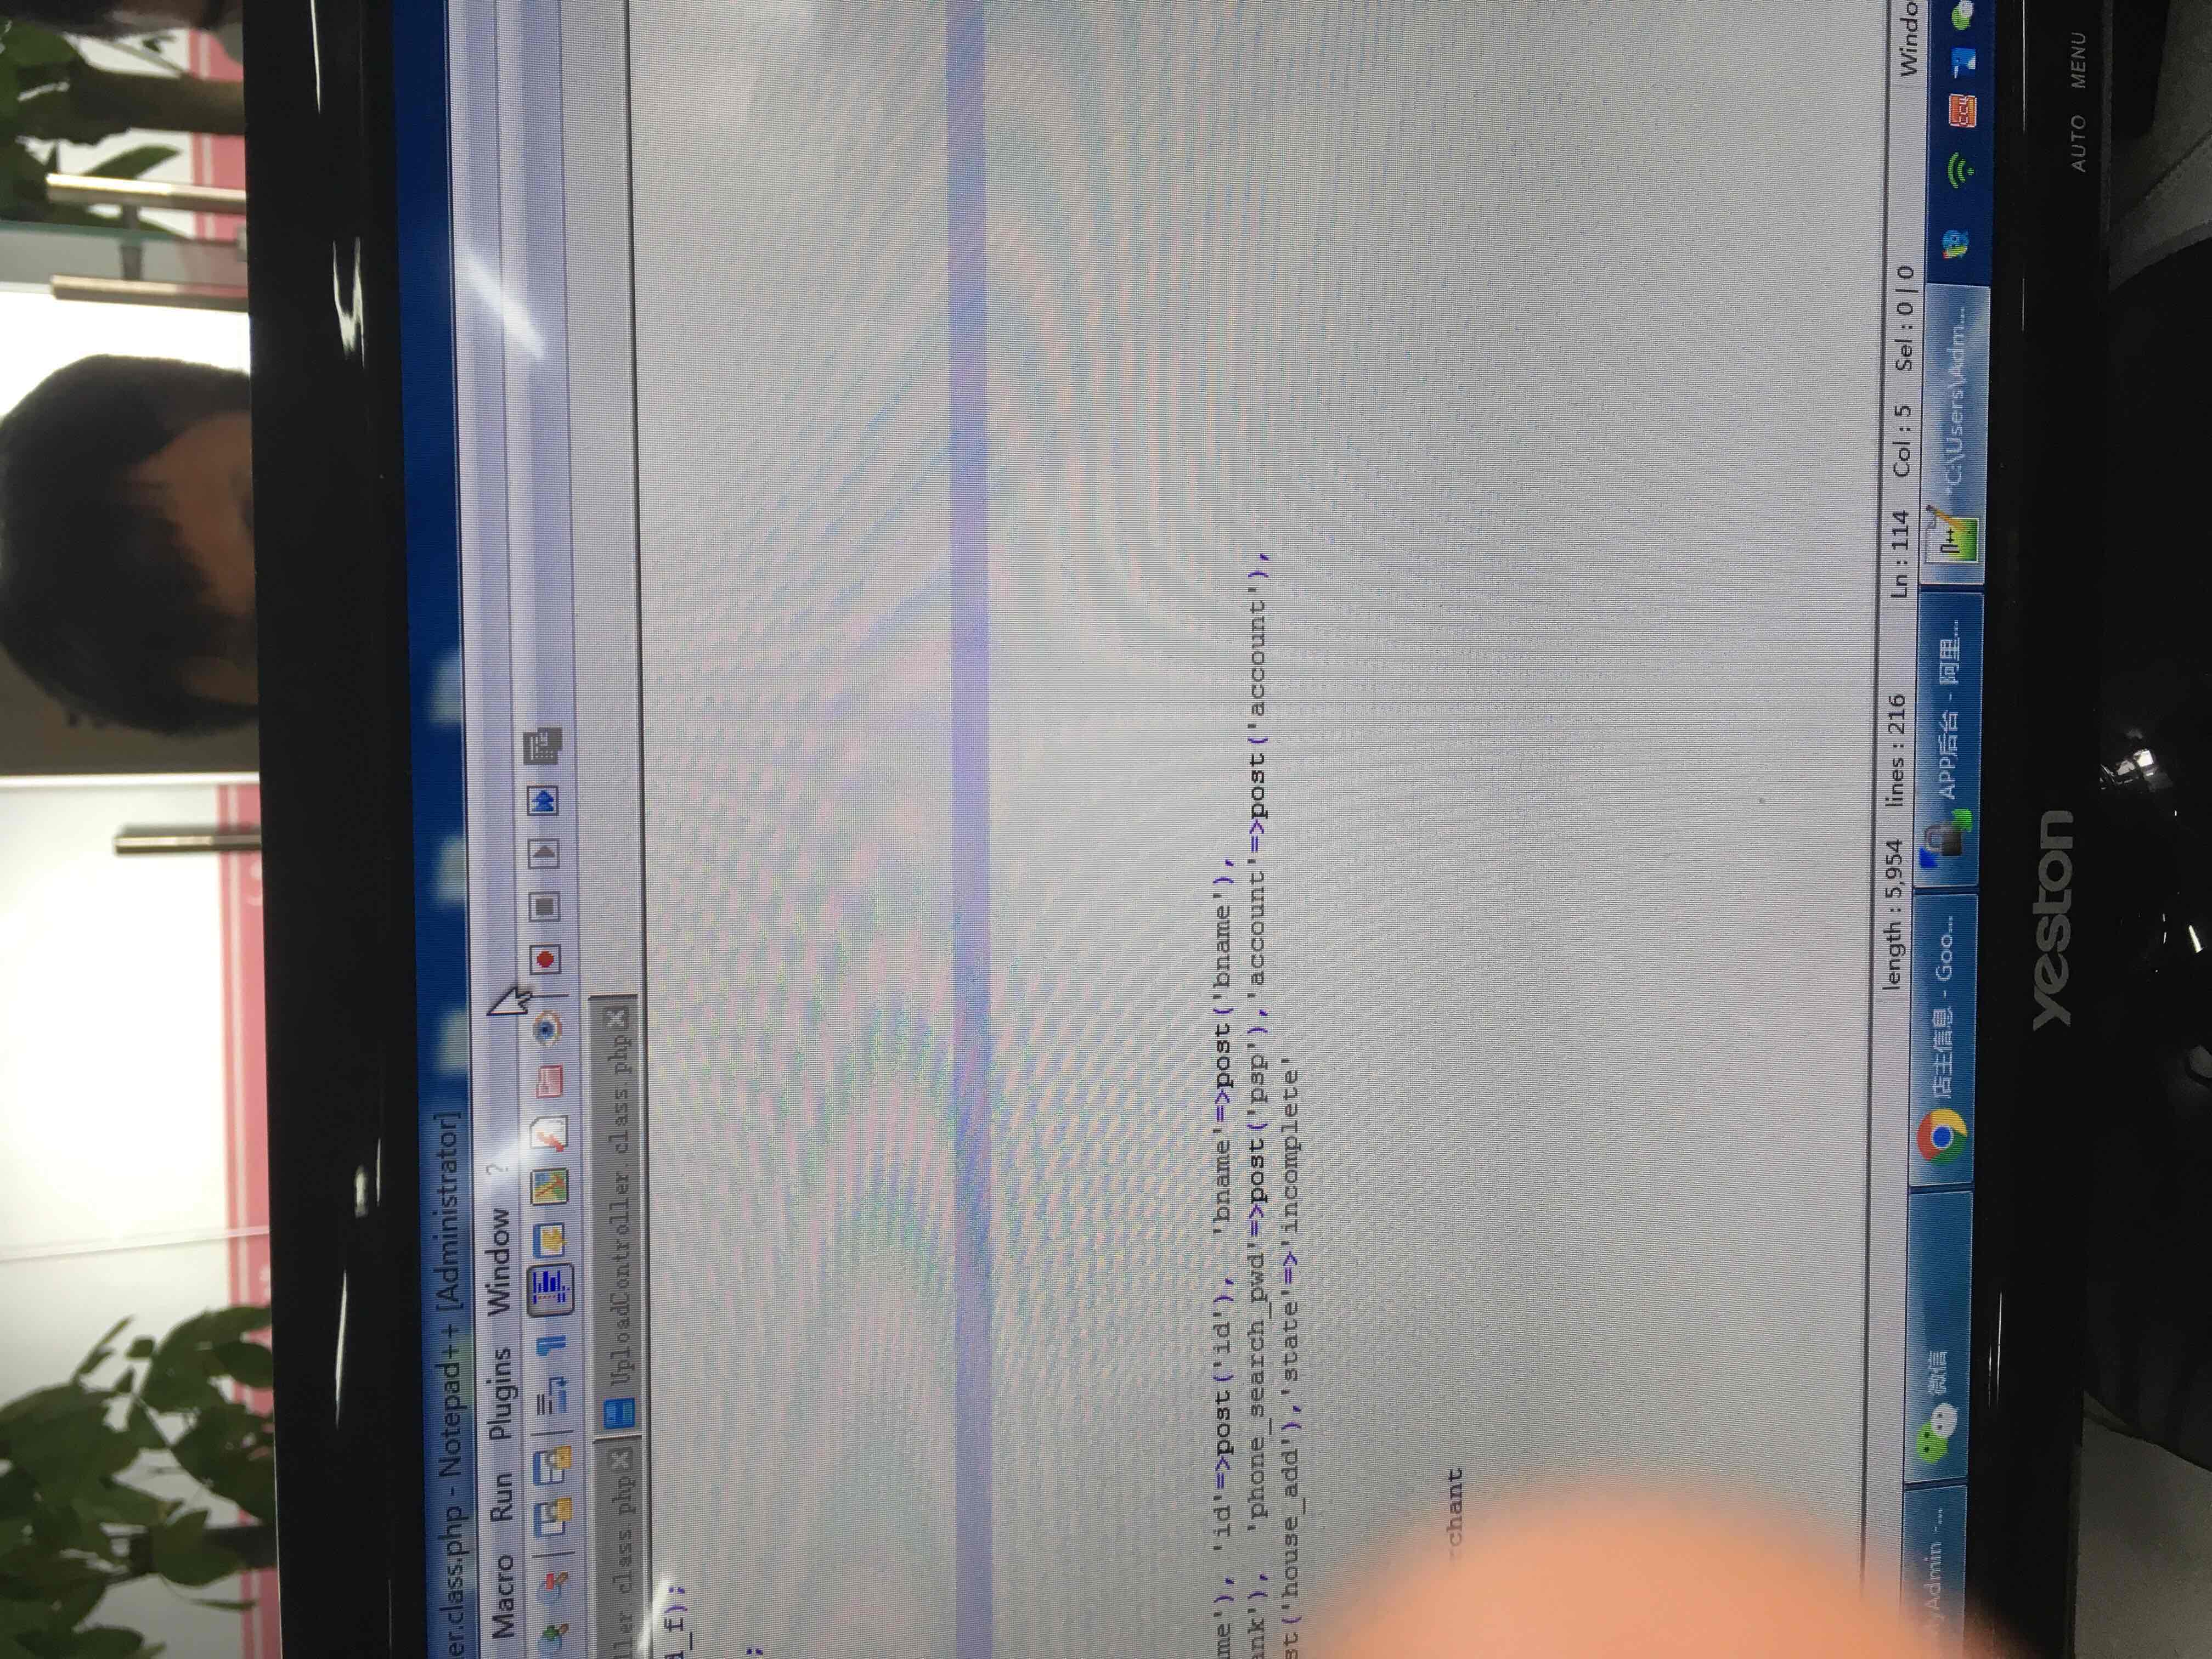 er.class.php - Notepad++ [Administrator]
Macro Run Plugins Window ?
ller.class.php UploadController.class.php
d_f);
;
me'), 'id'=>post('id'), 'bname'=>post('bname'),
ank'), 'phone_search_pwd'=>post('psp'),'account'=>post('account'),
st('house_add'),'state'=>'incomplete'
rchant
length : 5,954 lines : 216 Ln : 114 Col : 5 Sel : 0 | 0 Windo
lyAdmin -... 微信 店主信息 - Goo... APP后台 - 阿里... *C:\Users\Adm...
yeston
AUTO MENU